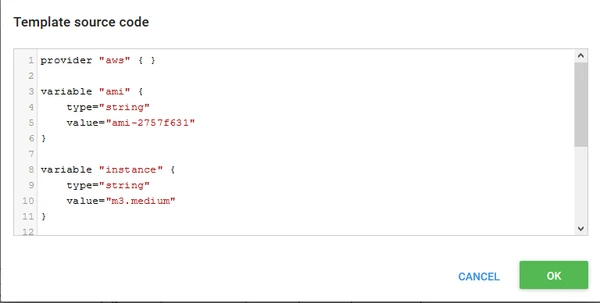 Template source code
1 provider "aws" { }
2
3 variable "ami" {
4 type="string"
5 value="ami-2757f631"
6 }
7
8 variable "instance" {
9 type="string"
10 value="m3.medium"
11 }
12
CANCEL OK